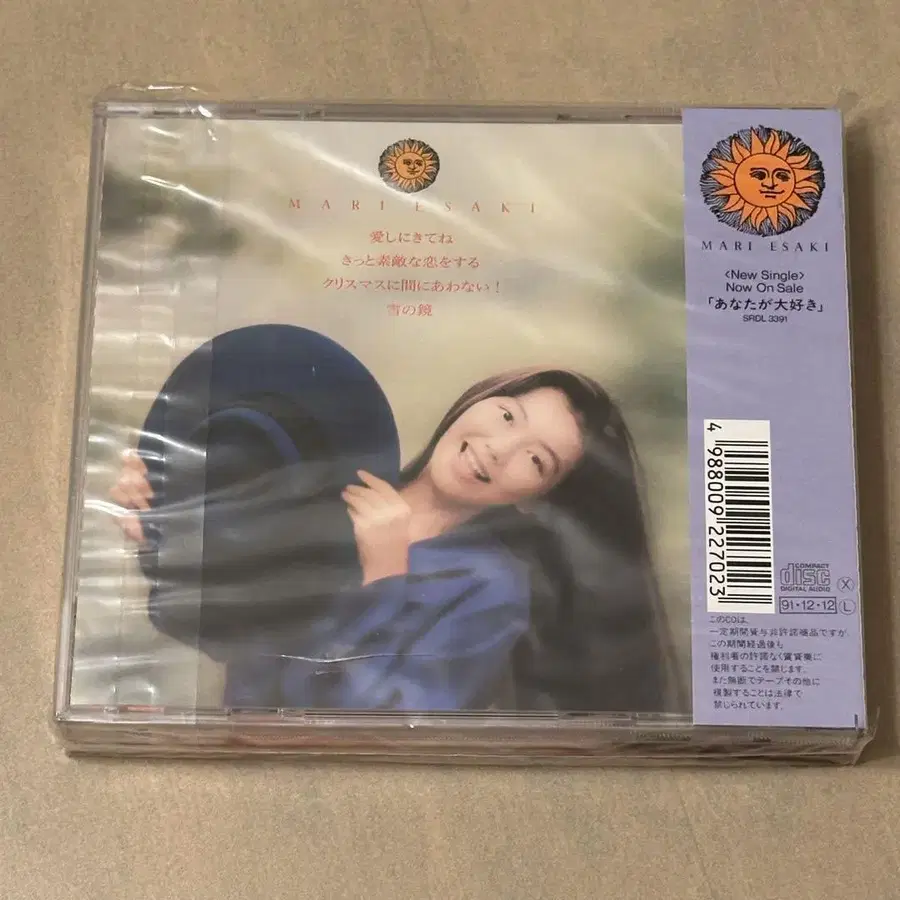 MARI ESAKI
愛しにきてね
きっと素敵な恋をする
クリスマスに間にあわない！
雪の鏡
MARI ESAKI
<New Single>
Now On Sale
「あなたが大好き」
SRDL 3391
4 988009 227023
COMPACT
disc
DIGITAL AUDIO
X
91・12・12
L
このCDは、
一定期間貸与非許諾商品ですが、
この期間経過後も
権利者の許諾なく賃貸業に
使用することを禁じます。
また無断でテープその他に
複製することは法律で
禁じられています。